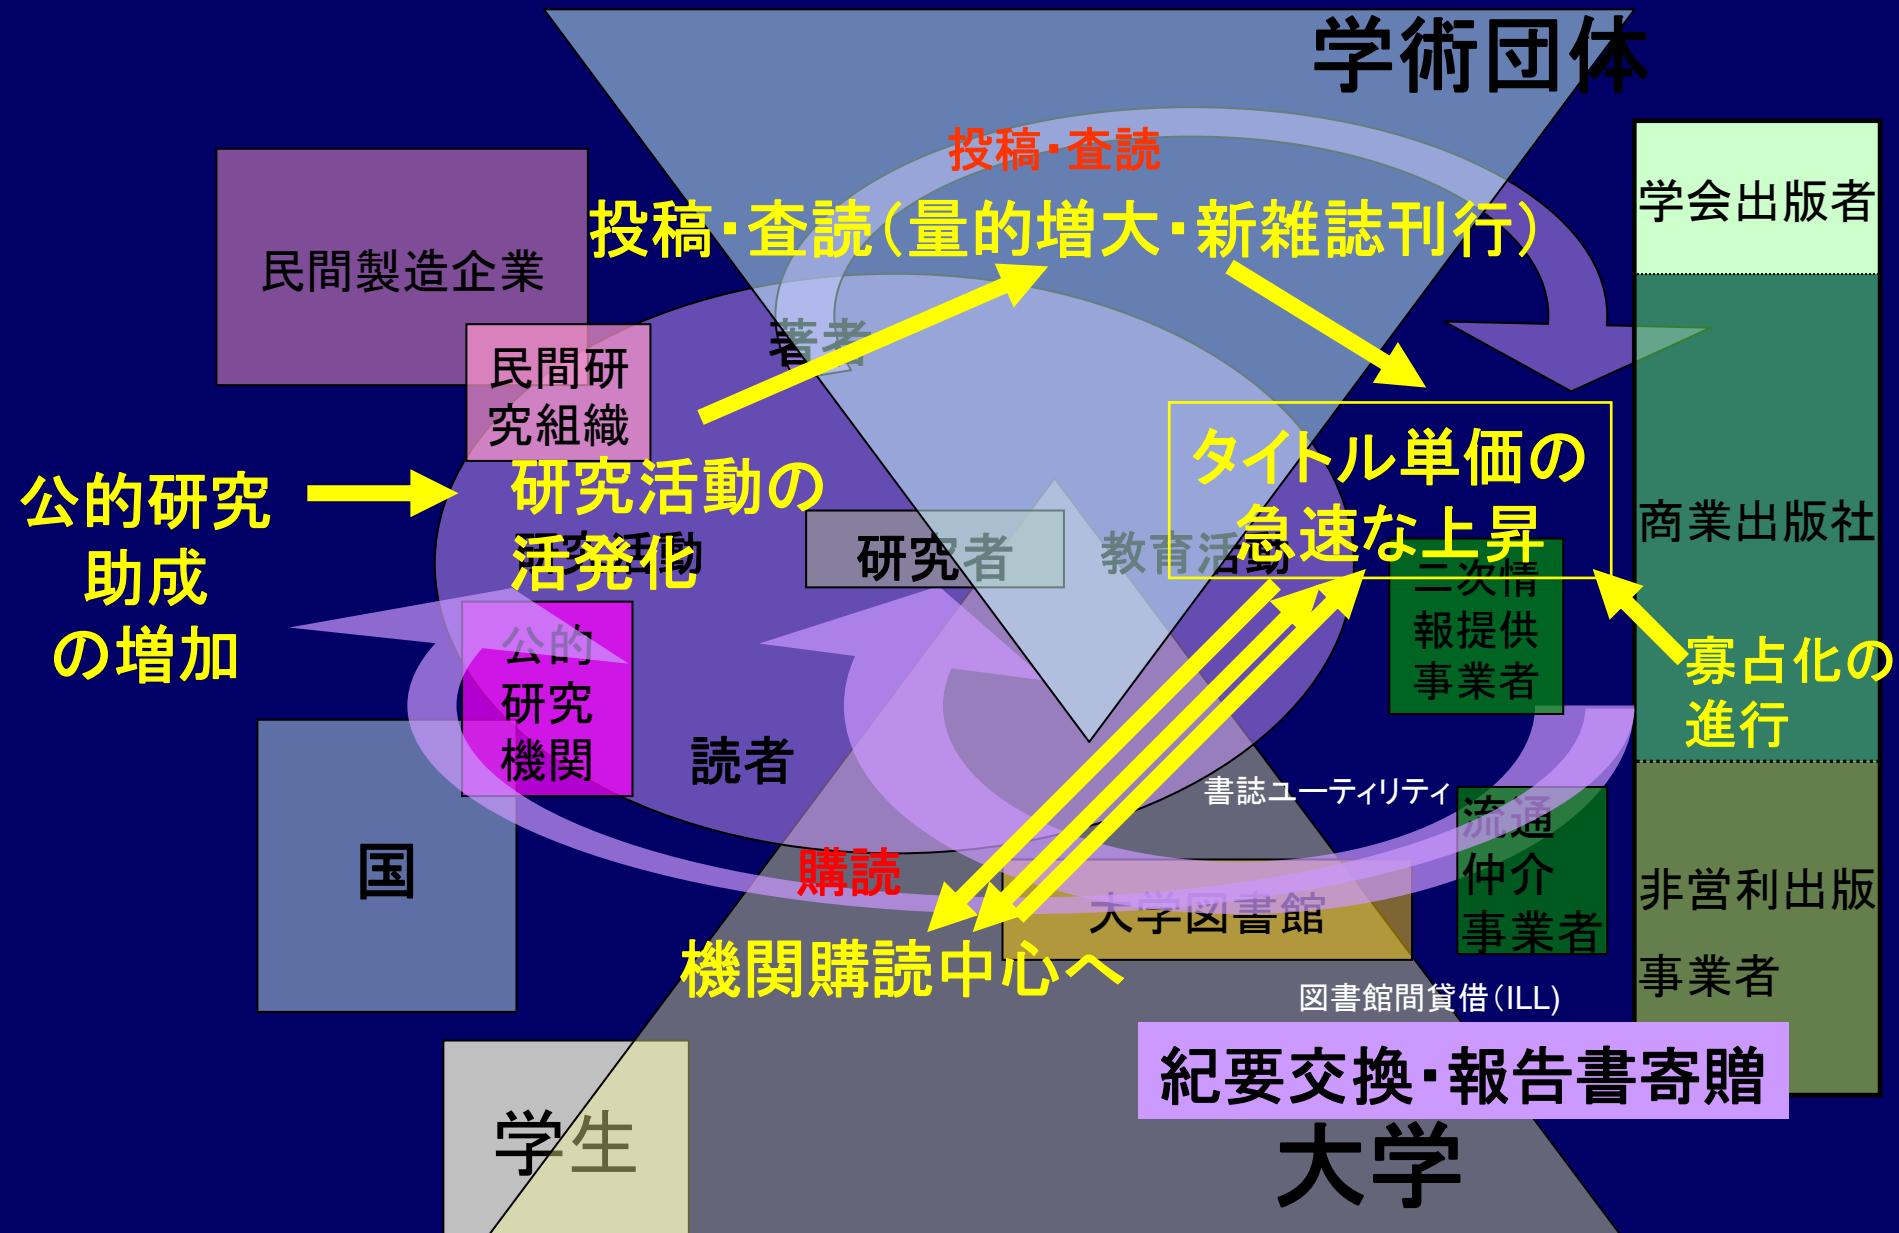 学術団体
投稿・査読
学会出版者
投稿・査読（量的増大・新雑誌刊行）
民間製造企業
著者
民間研
究組織
タイトル単価の
急速な上昇
公的研究
助成
の増加
研究活動の
活発化
研究活動
研究者
教育活動
商業出版社
二次情
報提供
事業者
公的
研究
機関
寡占化の
進行
読者
書誌ユーティリティ
流通
仲介
事業者
国
購読
大学図書館
非営利出版
事業者
機関購読中心へ
図書館間貸借（ILL)
紀要交換・報告書寄贈
学生
大学